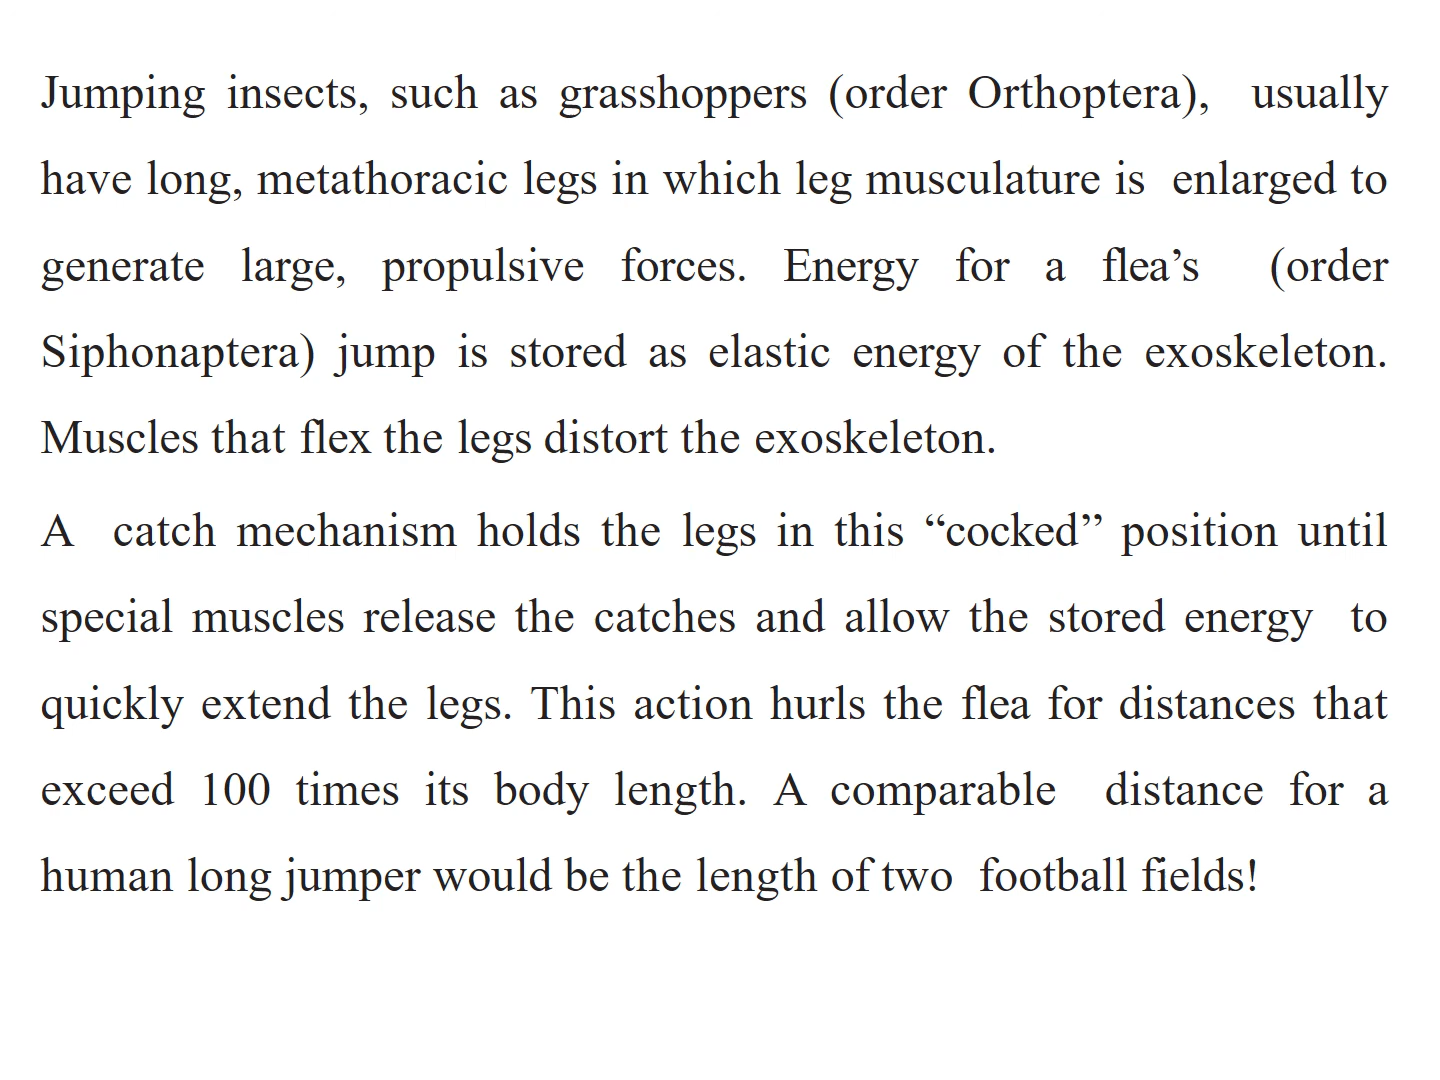 Jumping insects, such as grasshoppers (order Orthoptera), usually
have long, metathoracic legs in which leg musculature is enlarged to
generate large, propulsive forces. Energy for a flea’s (order
Siphonaptera) jump is stored as elastic energy of the exoskeleton.
Muscles that flex the legs distort the exoskeleton.
A catch mechanism holds the legs in this “cocked” position until
special muscles release the catches and allow the stored energy to
quickly extend the legs. This action hurls the flea for distances that
exceed 100 times its body length. A comparable distance for a
human long jumper would be the length of two football fields!